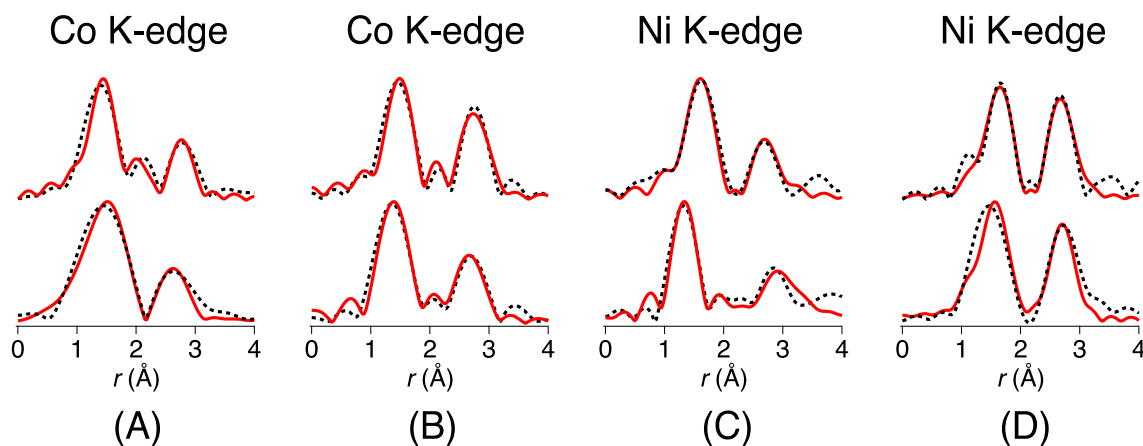 Co K-edge Co K-edge Ni K-edge Ni K-edge
0 1 2 3 4 0 1 2 3 4 0 1 2 3 4 0 1 2 3 4
r (Å) r (Å) r (Å) r (Å)
(A) (B) (C) (D)